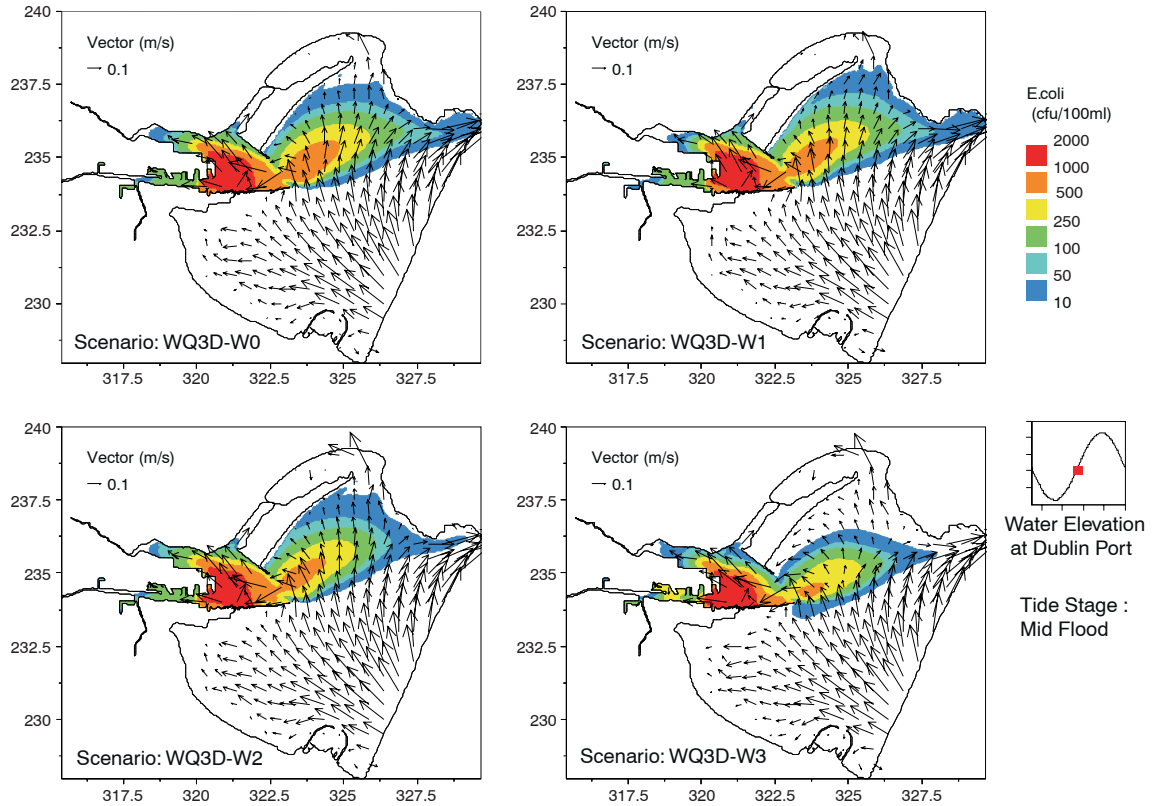 240
237.5
235
232.5
230
Vector (m/s)
0.1
Scenario: WQ3D-W0
317.5 320 322.5 325 327.5
240
237.5
235
232.5
230
Vector (m/s)
0.1
Scenario: WQ3D-W1
317.5 320 322.5 325 327.5
E.coli
(cfu/100ml)
2000
1000
500
250
100
50
10
240
237.5
235
232.5
230
Vector (m/s)
0.1
Scenario: WQ3D-W2
317.5 320 322.5 325 327.5
240
237.5
235
232.5
230
Vector (m/s)
0.1
Scenario: WQ3D-W3
317.5 320 322.5 325 327.5
Water Elevation
at Dublin Port
Tide Stage :
Mid Flood